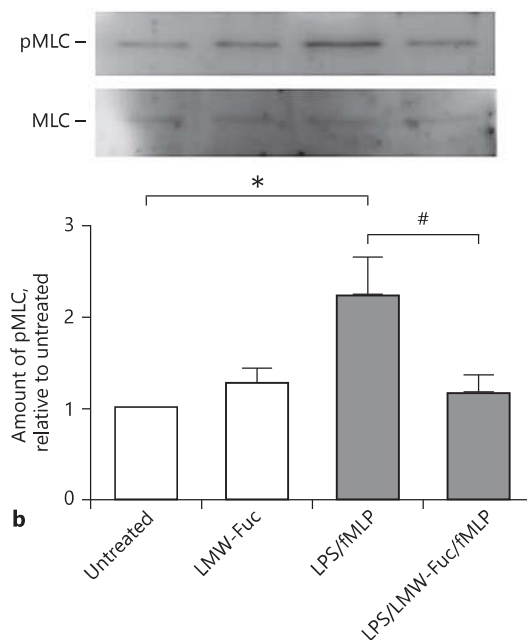 pMLC –
MLC –
*
#
3
2
1
0
Amount of pMLC,
relative to untreated
b
Untreated
LMW-Fuc
LPS/fMLP
LPS/LMW-Fuc/fMLP